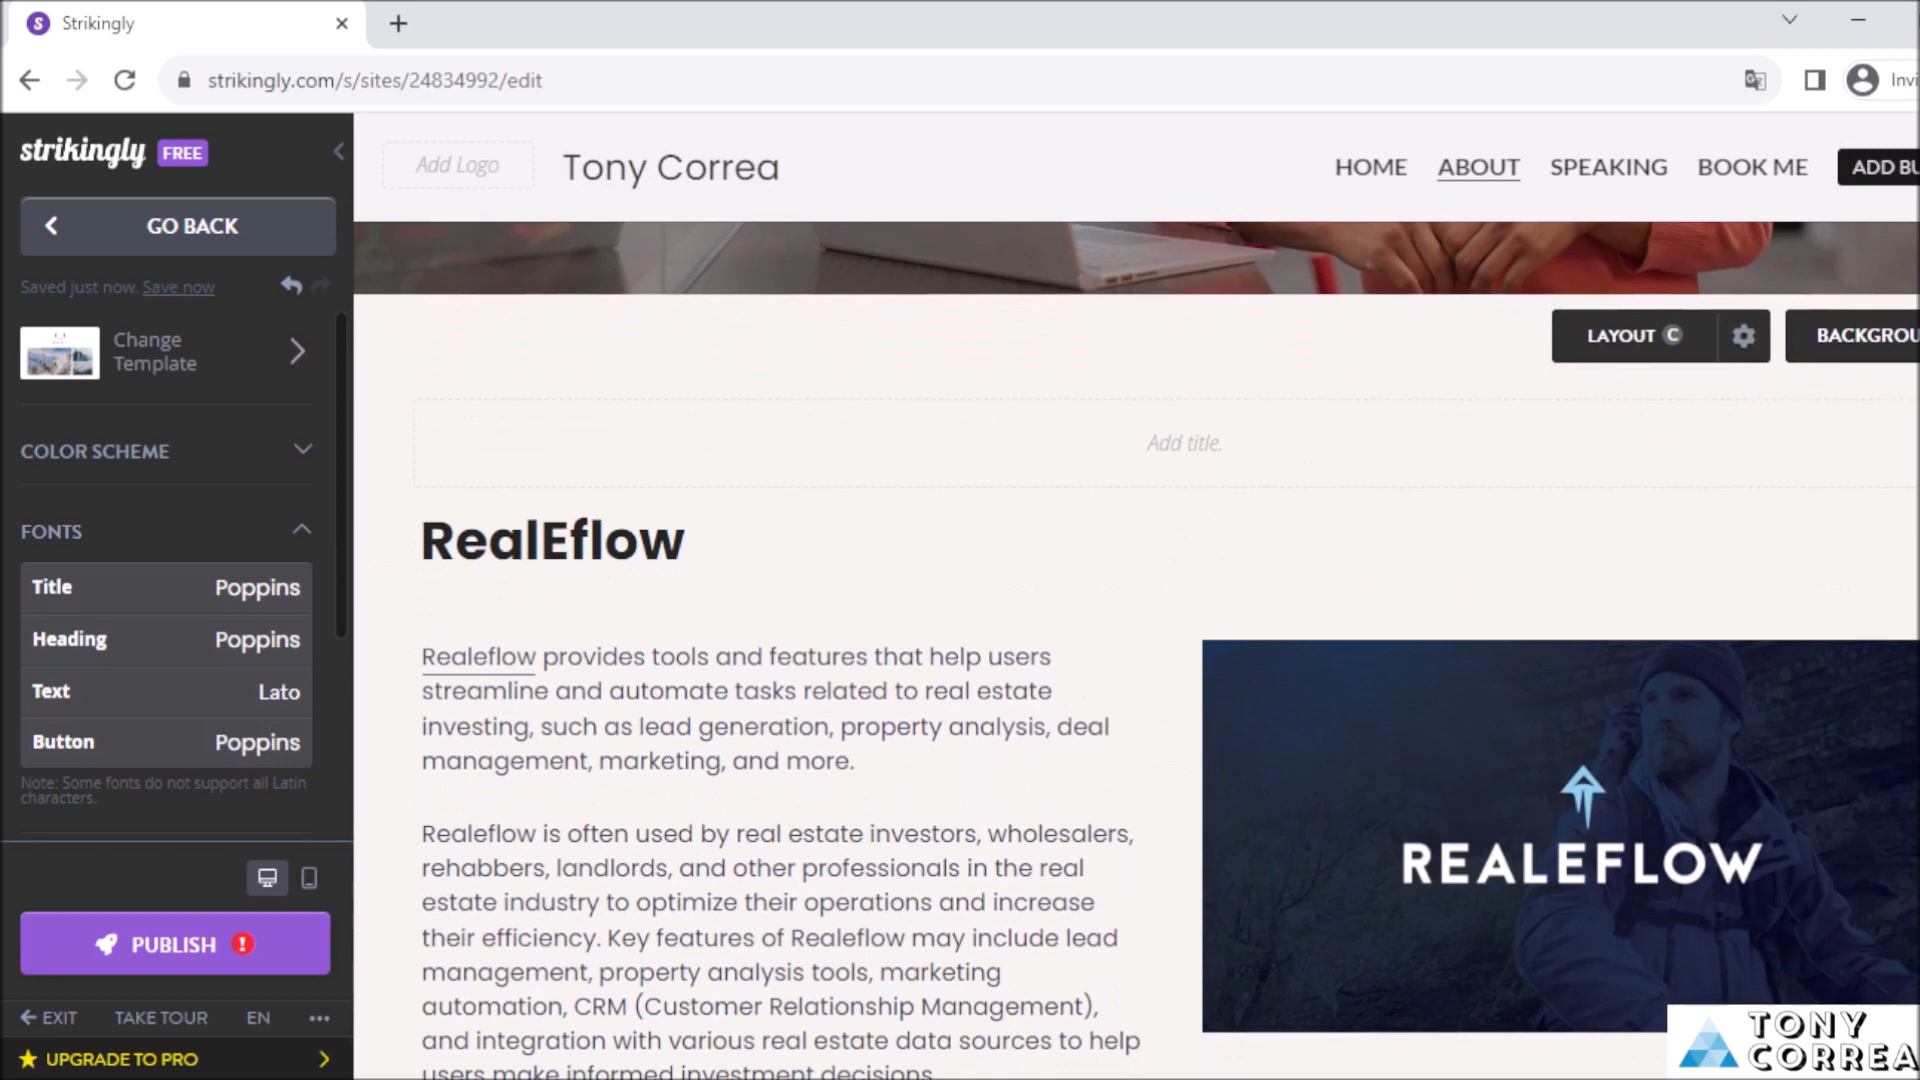 Strikingly
strikingly.com/s/sites/24834992/edit
strikingly FREE
GO BACK
Saved just now. Save now
Change
Template
COLOR SCHEME
FONTS
Title Poppins
Heading Poppins
Text Lato
Button Poppins
Note: Some fonts do not support all Latin
characters.
PUBLISH
EXIT TAKE TOUR EN
UPGRADE TO PRO
Add Logo Tony Correa HOME ABOUT SPEAKING BOOK ME ADD BU
LAYOUT C BACKGROU
Add title.
RealEflow
Realeflow provides tools and features that help users
streamline and automate tasks related to real estate
investing, such as lead generation, property analysis, deal
management, marketing, and more.
Realeflow is often used by real estate investors, wholesalers,
rehabbers, landlords, and other professionals in the real
estate industry to optimize their operations and increase
their efficiency. Key features of Realeflow may include lead
management, property analysis tools, marketing
automation, CRM (Customer Relationship Management),
and integration with various real estate data sources to help
users make informed investment decisions.
REALEFLOW
TONY
CORREA